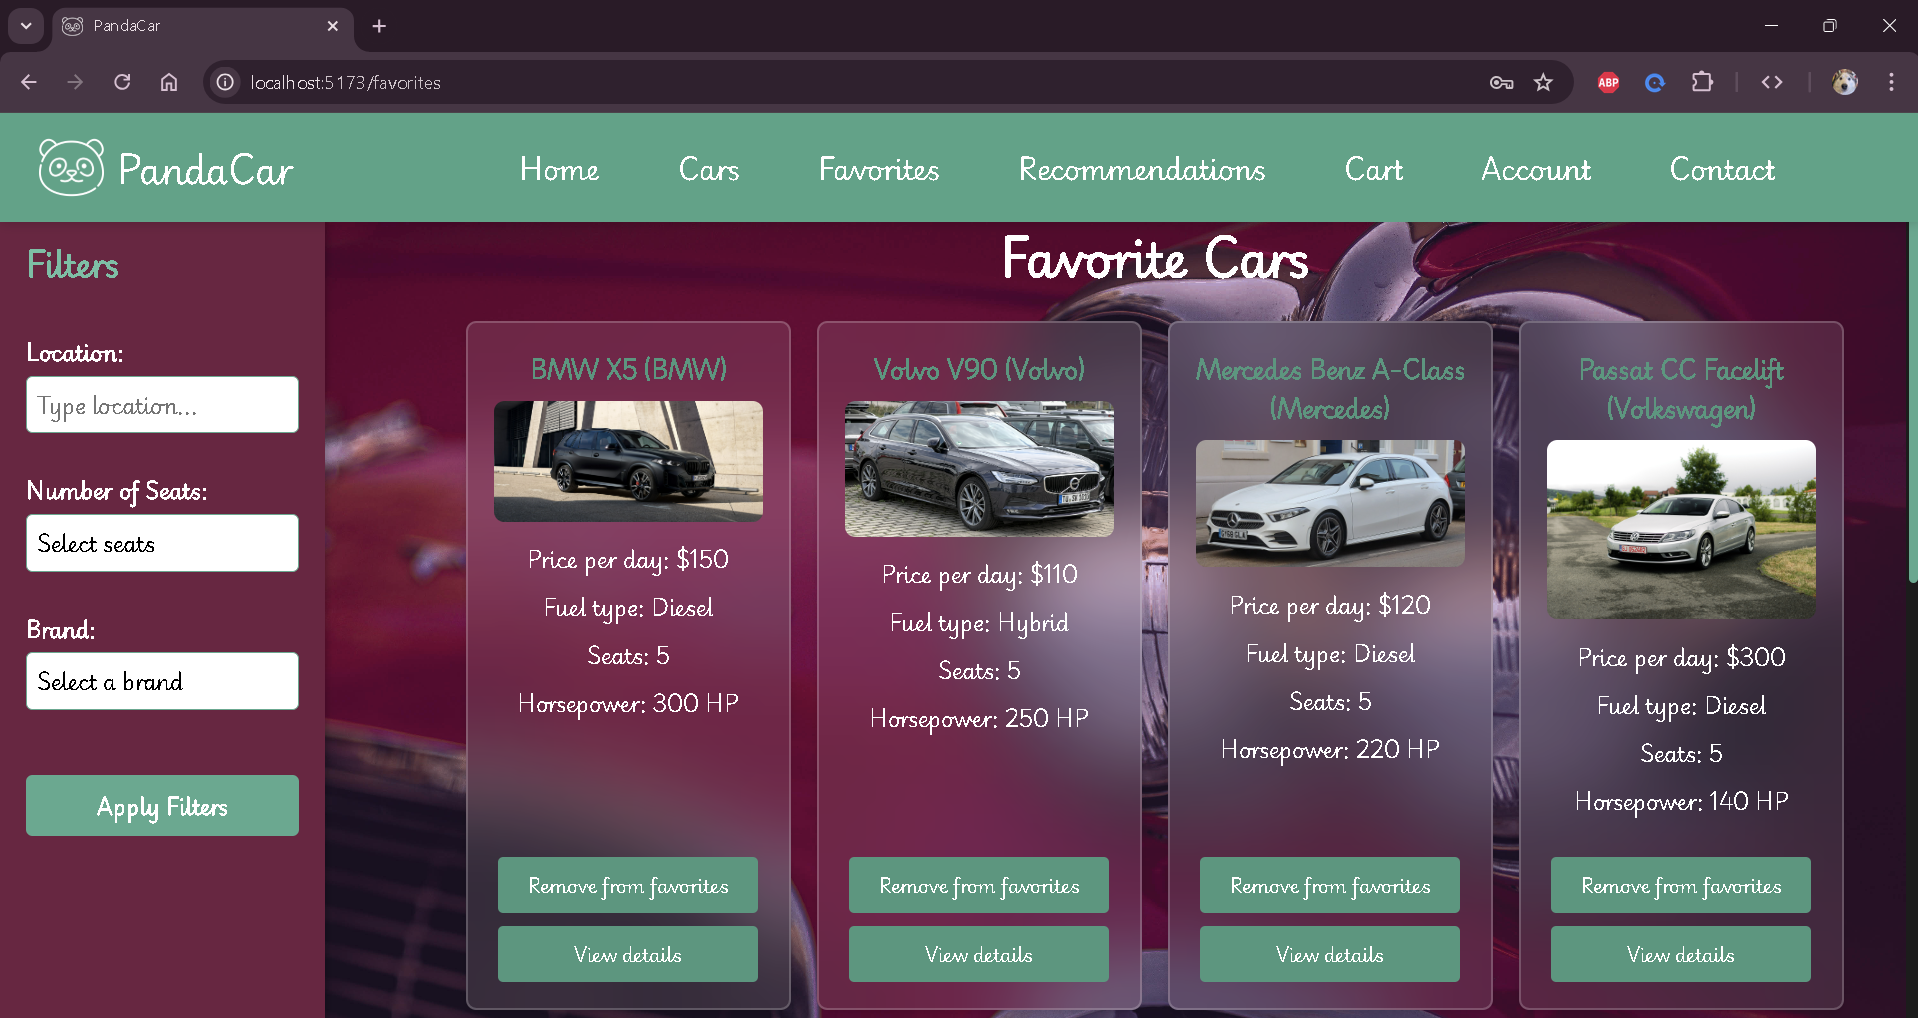 PandaCar
localhost:5173/favorites
ABP
PandaCar
Home Cars Favorites Recommendations Cart Account Contact
Filters
Location:
Type location...
Number of Seats:
Select seats
Brand:
Select a brand
Apply Filters
Favorite Cars
BMW X5 (BMW)
Price per day: $150
Fuel type: Diesel
Seats: 5
Horsepower: 300 HP
Remove from favorites
View details
Volvo V90 (Volvo)
Price per day: $110
Fuel type: Hybrid
Seats: 5
Horsepower: 250 HP
Remove from favorites
View details
Mercedes Benz A-Class
(Mercedes)
Price per day: $120
Fuel type: Diesel
Seats: 5
Horsepower: 220 HP
Remove from favorites
View details
Passat CC Facelift
(Volkswagen)
Price per day: $300
Fuel type: Diesel
Seats: 5
Horsepower: 140 HP
Remove from favorites
View details